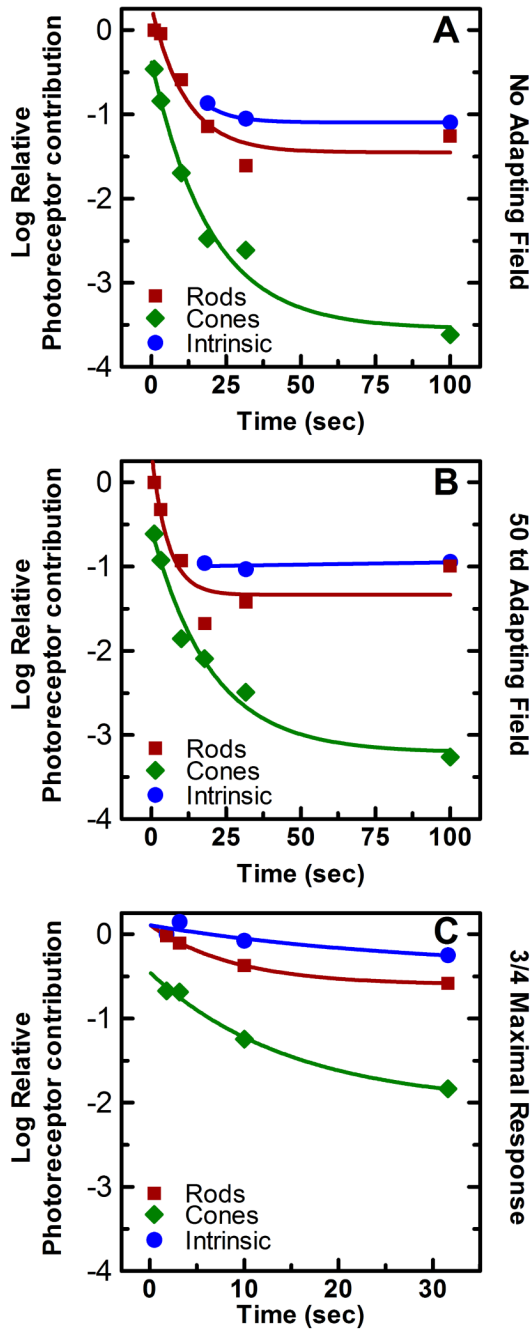 A
Log Relative
Photoreceptor contribution
0
-1
-2
-3
-4
Rods
Cones
Intrinsic
0
25
50
75
100
Time (sec)
No Adapting Field
B
Log Relative
Photoreceptor contribution
0
-1
-2
-3
-4
Rods
Cones
Intrinsic
0
25
50
75
100
Time (sec)
50 td Adapting Field
C
Log Relative
Photoreceptor contribution
0
-1
-2
-3
-4
Rods
Cones
Intrinsic
0
10
20
30
Time (sec)
3/4 Maximal Response